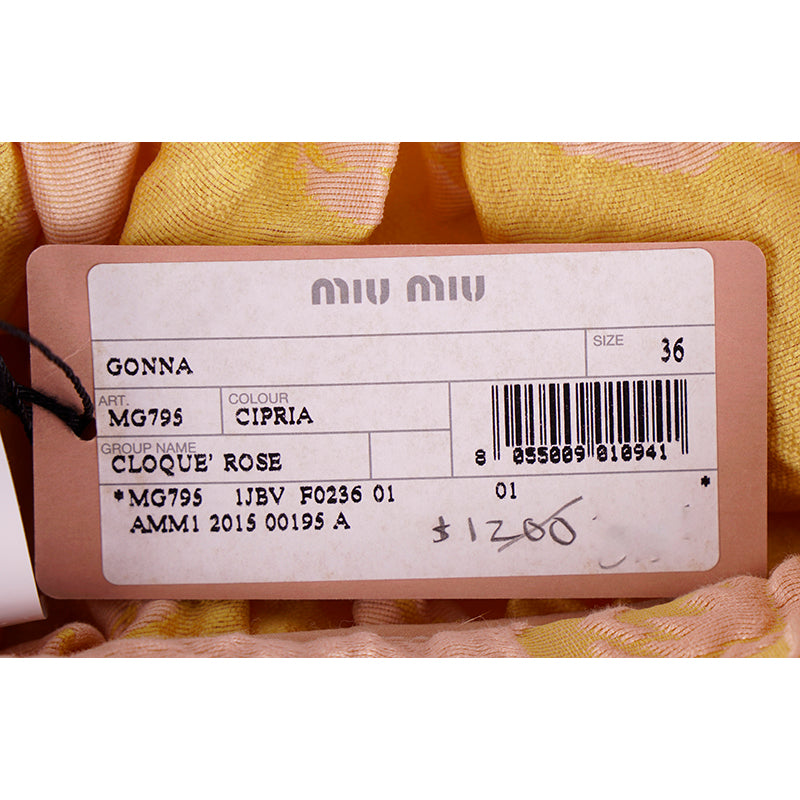 MIU MIU
GONNA
SIZE 36
ART. MG795
COLOUR CIPRIA
GROUP NAME CLOQUE' ROSE
8 055009 010941
*MG795 1JBV F0236 01 01 *
AMM1 2015 00195 A
$1200